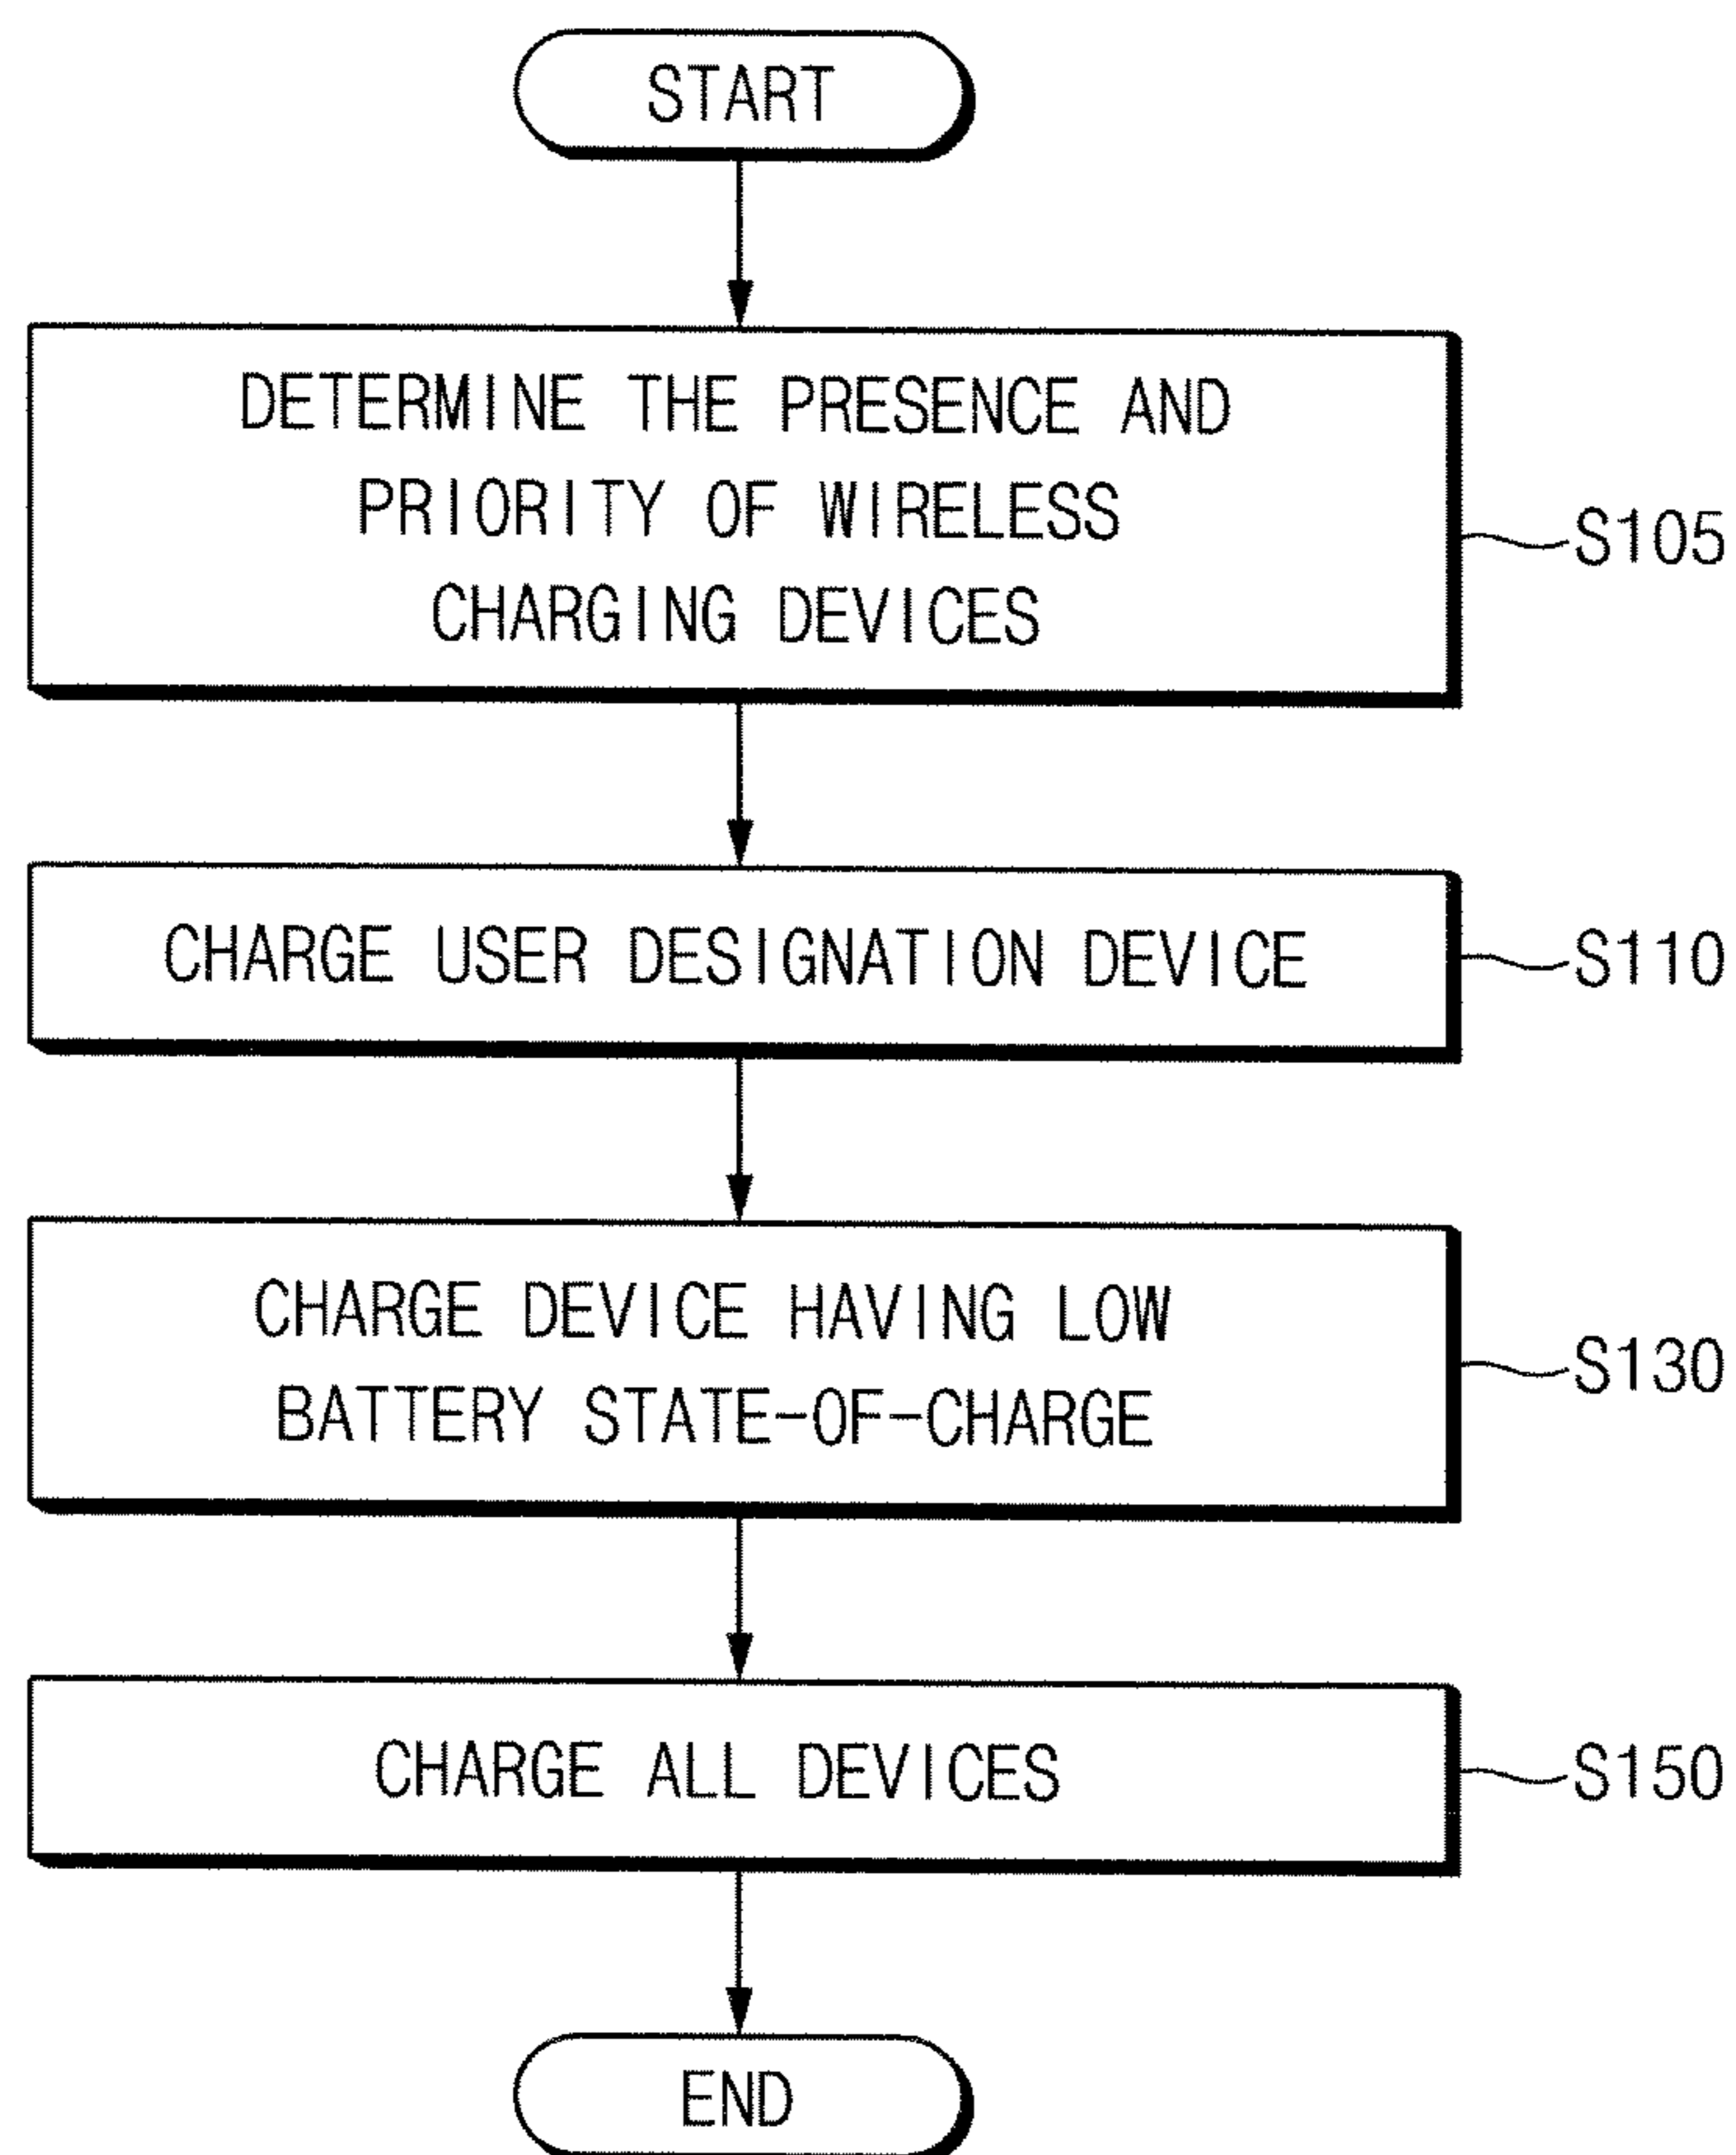 START
DETERMINE THE PRESENCE AND
PRIORITY OF WIRELESS
CHARGING DEVICES
S105
CHARGE USER DESIGNATION DEVICE
S110
CHARGE DEVICE HAVING LOW
BATTERY STATE-OF-CHARGE
S130
CHARGE ALL DEVICES
S150
END